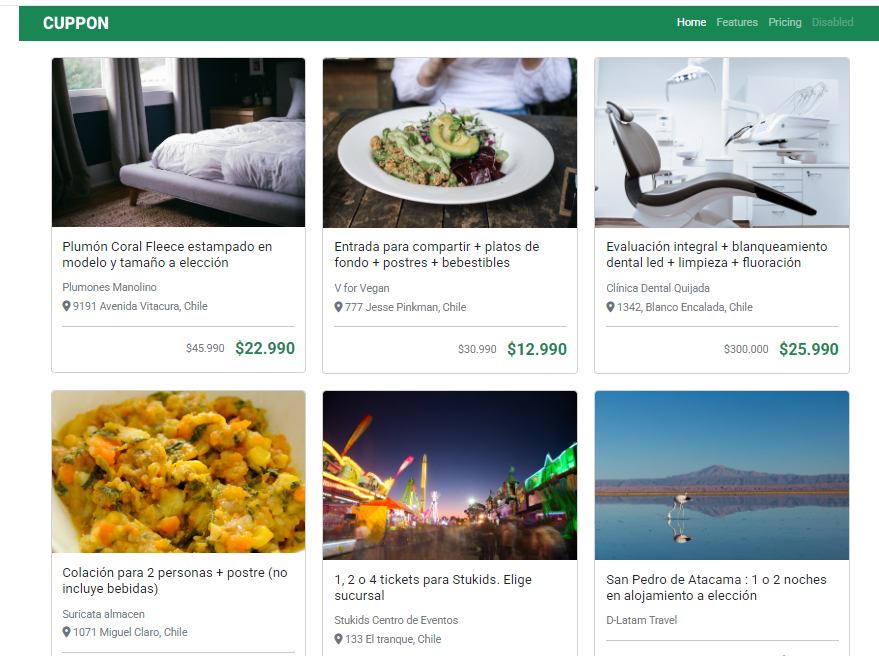 CUPPON
Home Features Pricing Disabled
Plumón Coral Fleece estampado en
modelo y tamaño a elección
Plumones Manolino
9191 Avenida Vitacura, Chile
$45.990 $22.990
Entrada para compartir + platos de
fondo + postres + bebestibles
V for Vegan
777 Jesse Pinkman, Chile
$30.990 $12.990
Evaluación integral + blanqueamiento
dental led + limpieza + fluoración
Clínica Dental Quijada
1342, Blanco Encalada, Chile
$300.000 $25.990
Colación para 2 personas + postre (no
incluye bebidas)
Suricata almacen
1071 Miguel Claro, Chile
1, 2 o 4 tickets para Stukids. Elige
sucursal
Stukids Centro de Eventos
133 El tranque, Chile
San Pedro de Atacama : 1 o 2 noches
en alojamiento a elección
D-Latam Travel